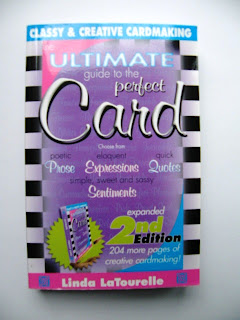 CLASSY & CREATIVE CARDMAKING
ULTIMATE
guide to the perfect
Card
Choose from
poetic eloquent quick
Prose Expressions Quotes
simple, sweet and sassy
Sentiments
expanded
2nd
Edition
204 more pages of
creative cardmaking!
Card
Linda LaTourelle